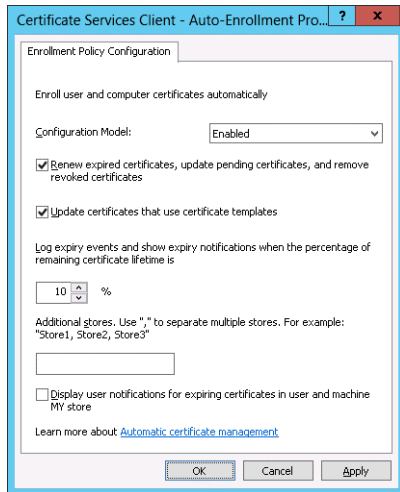 Certificate Services Client - Auto-Enrollment Pro... ? x
Enrollment Policy Configuration
Enroll user and computer certificates automatically
Configuration Model: Enabled
Renew expired certificates, update pending certificates, and remove
revoked certificates
Update certificates that use certificate templates
Log expiry events and show expiry notifications when the percentage of
remaining certificate lifetime is
10 %
Additional stores. Use "," to separate multiple stores. For example:
"Store1, Store2, Store3"
Display user notifications for expiring certificates in user and machine
MY store
Learn more about Automatic certificate management
OK Cancel Apply